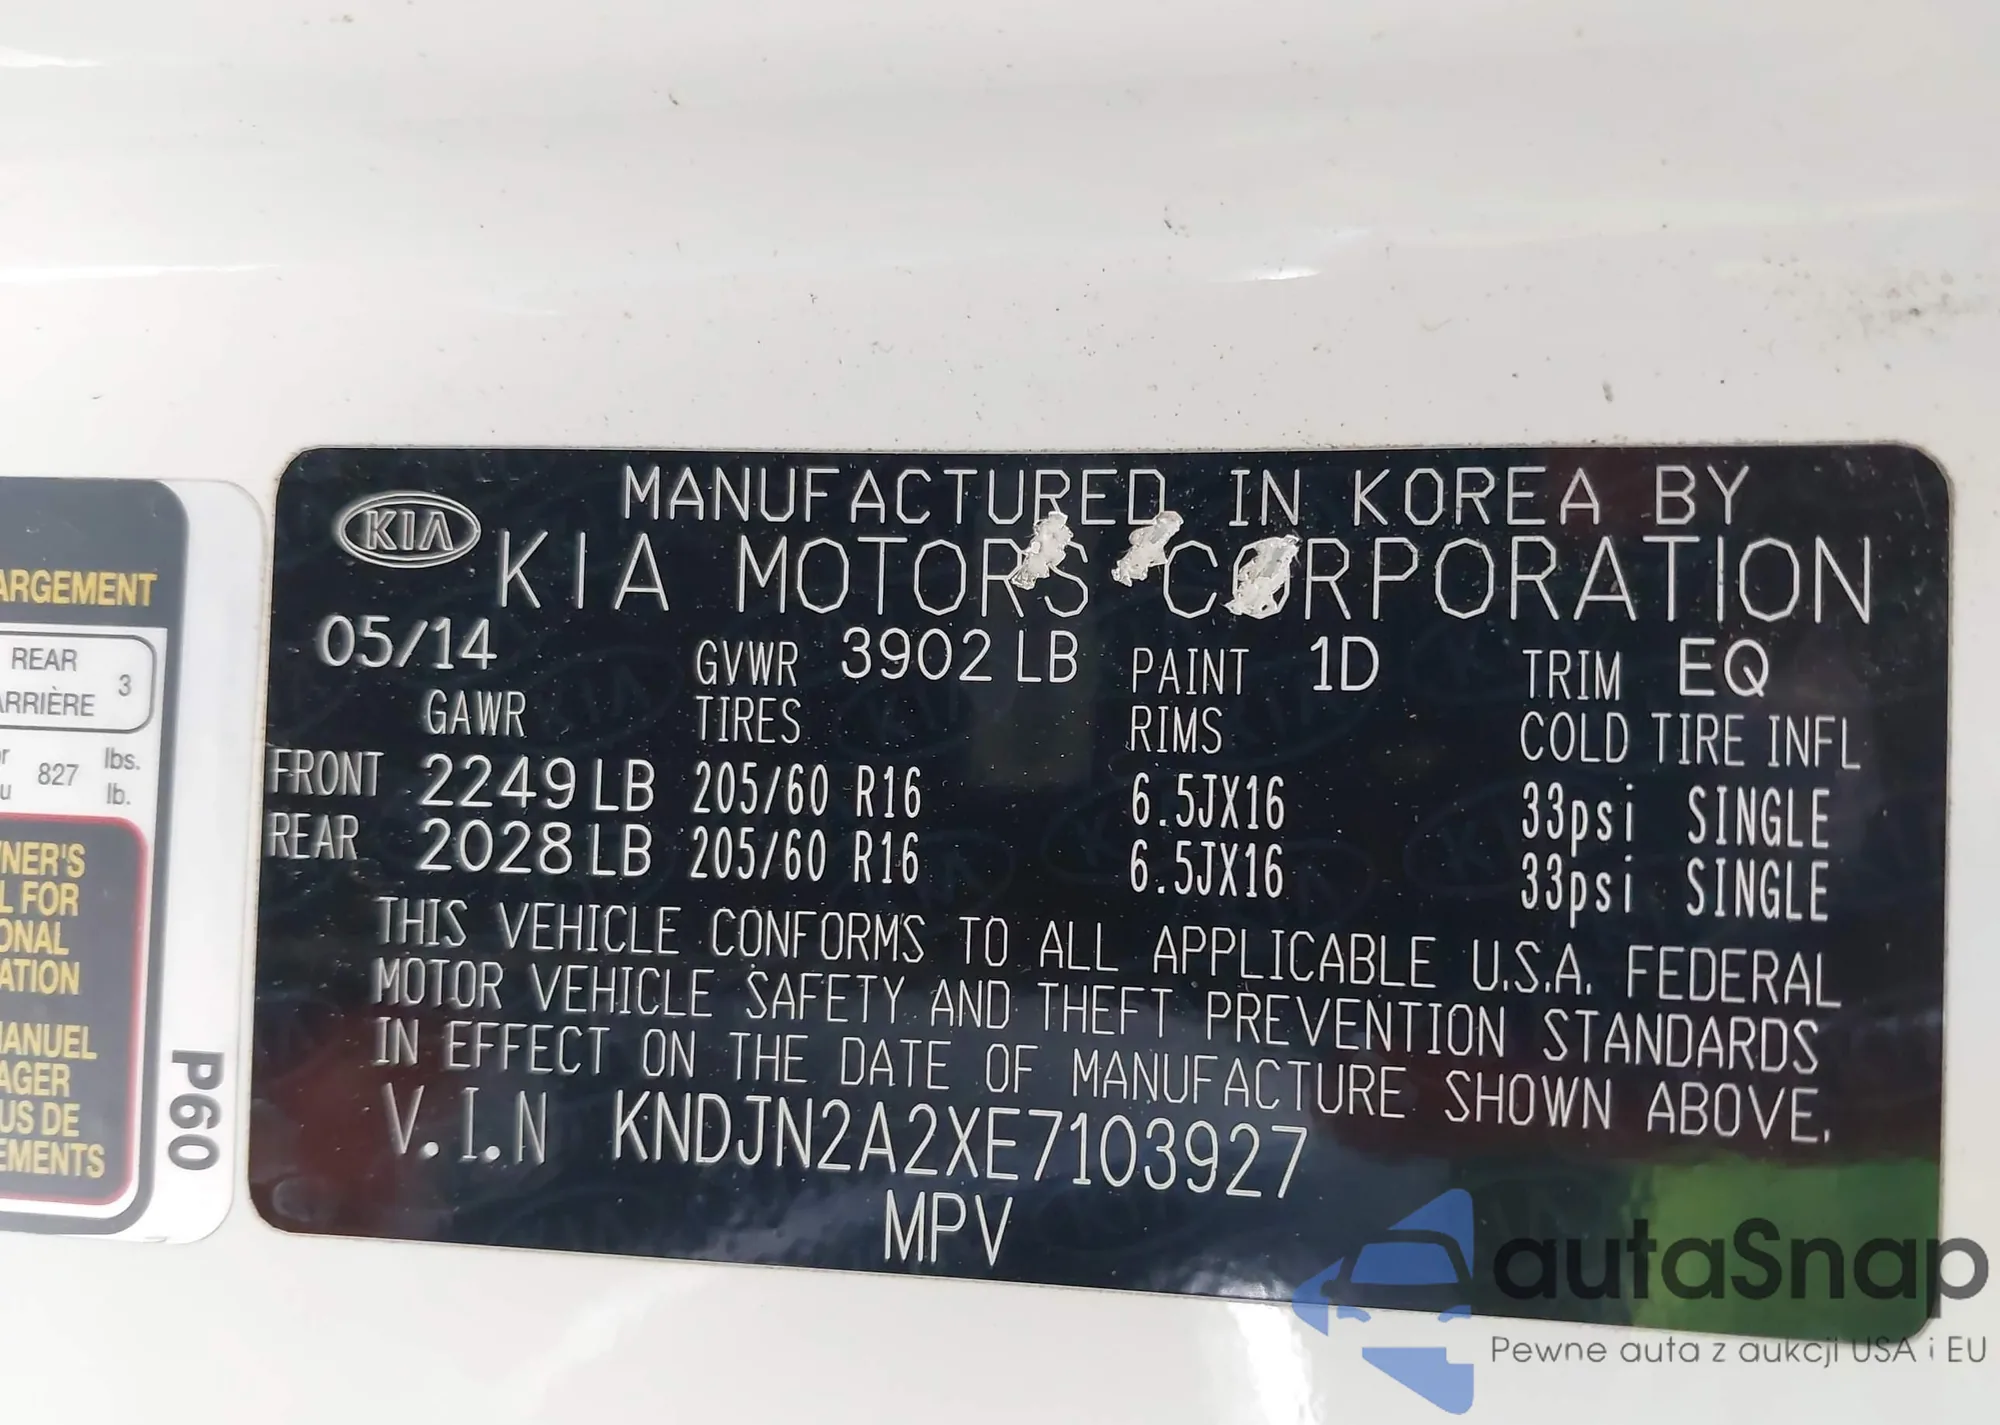 MANUFACTURED IN KOREA BY
KIA
KIA MOTORS CORPORATION
05/14 GVWR 3902 LB PAINT 1D TRIM EQ
GAWR TIRES RIMS COLD TIRE INFL
FRONT 2249 LB 205/60 R16 6.5JX16 33psi SINGLE
REAR 2028 LB 205/60 R16 6.5JX16 33psi SINGLE
THIS VEHICLE CONFORMS TO ALL APPLICABLE U.S.A. FEDERAL
MOTOR VEHICLE SAFETY AND THEFT PREVENTION STANDARDS
IN EFFECT ON THE DATE OF MANUFACTURE SHOWN ABOVE.
V.I.N KNDJN2A2XE7103927
MPV
ARGEMENT
REAR 3
ARRIÈRE
827 lbs.
lb.
NER'S
L FOR
ONAL
ATION
MANUEL
AGER
US DE
EMENTS
P60
autaSnap
Pewne auta z aukcji USA i EU